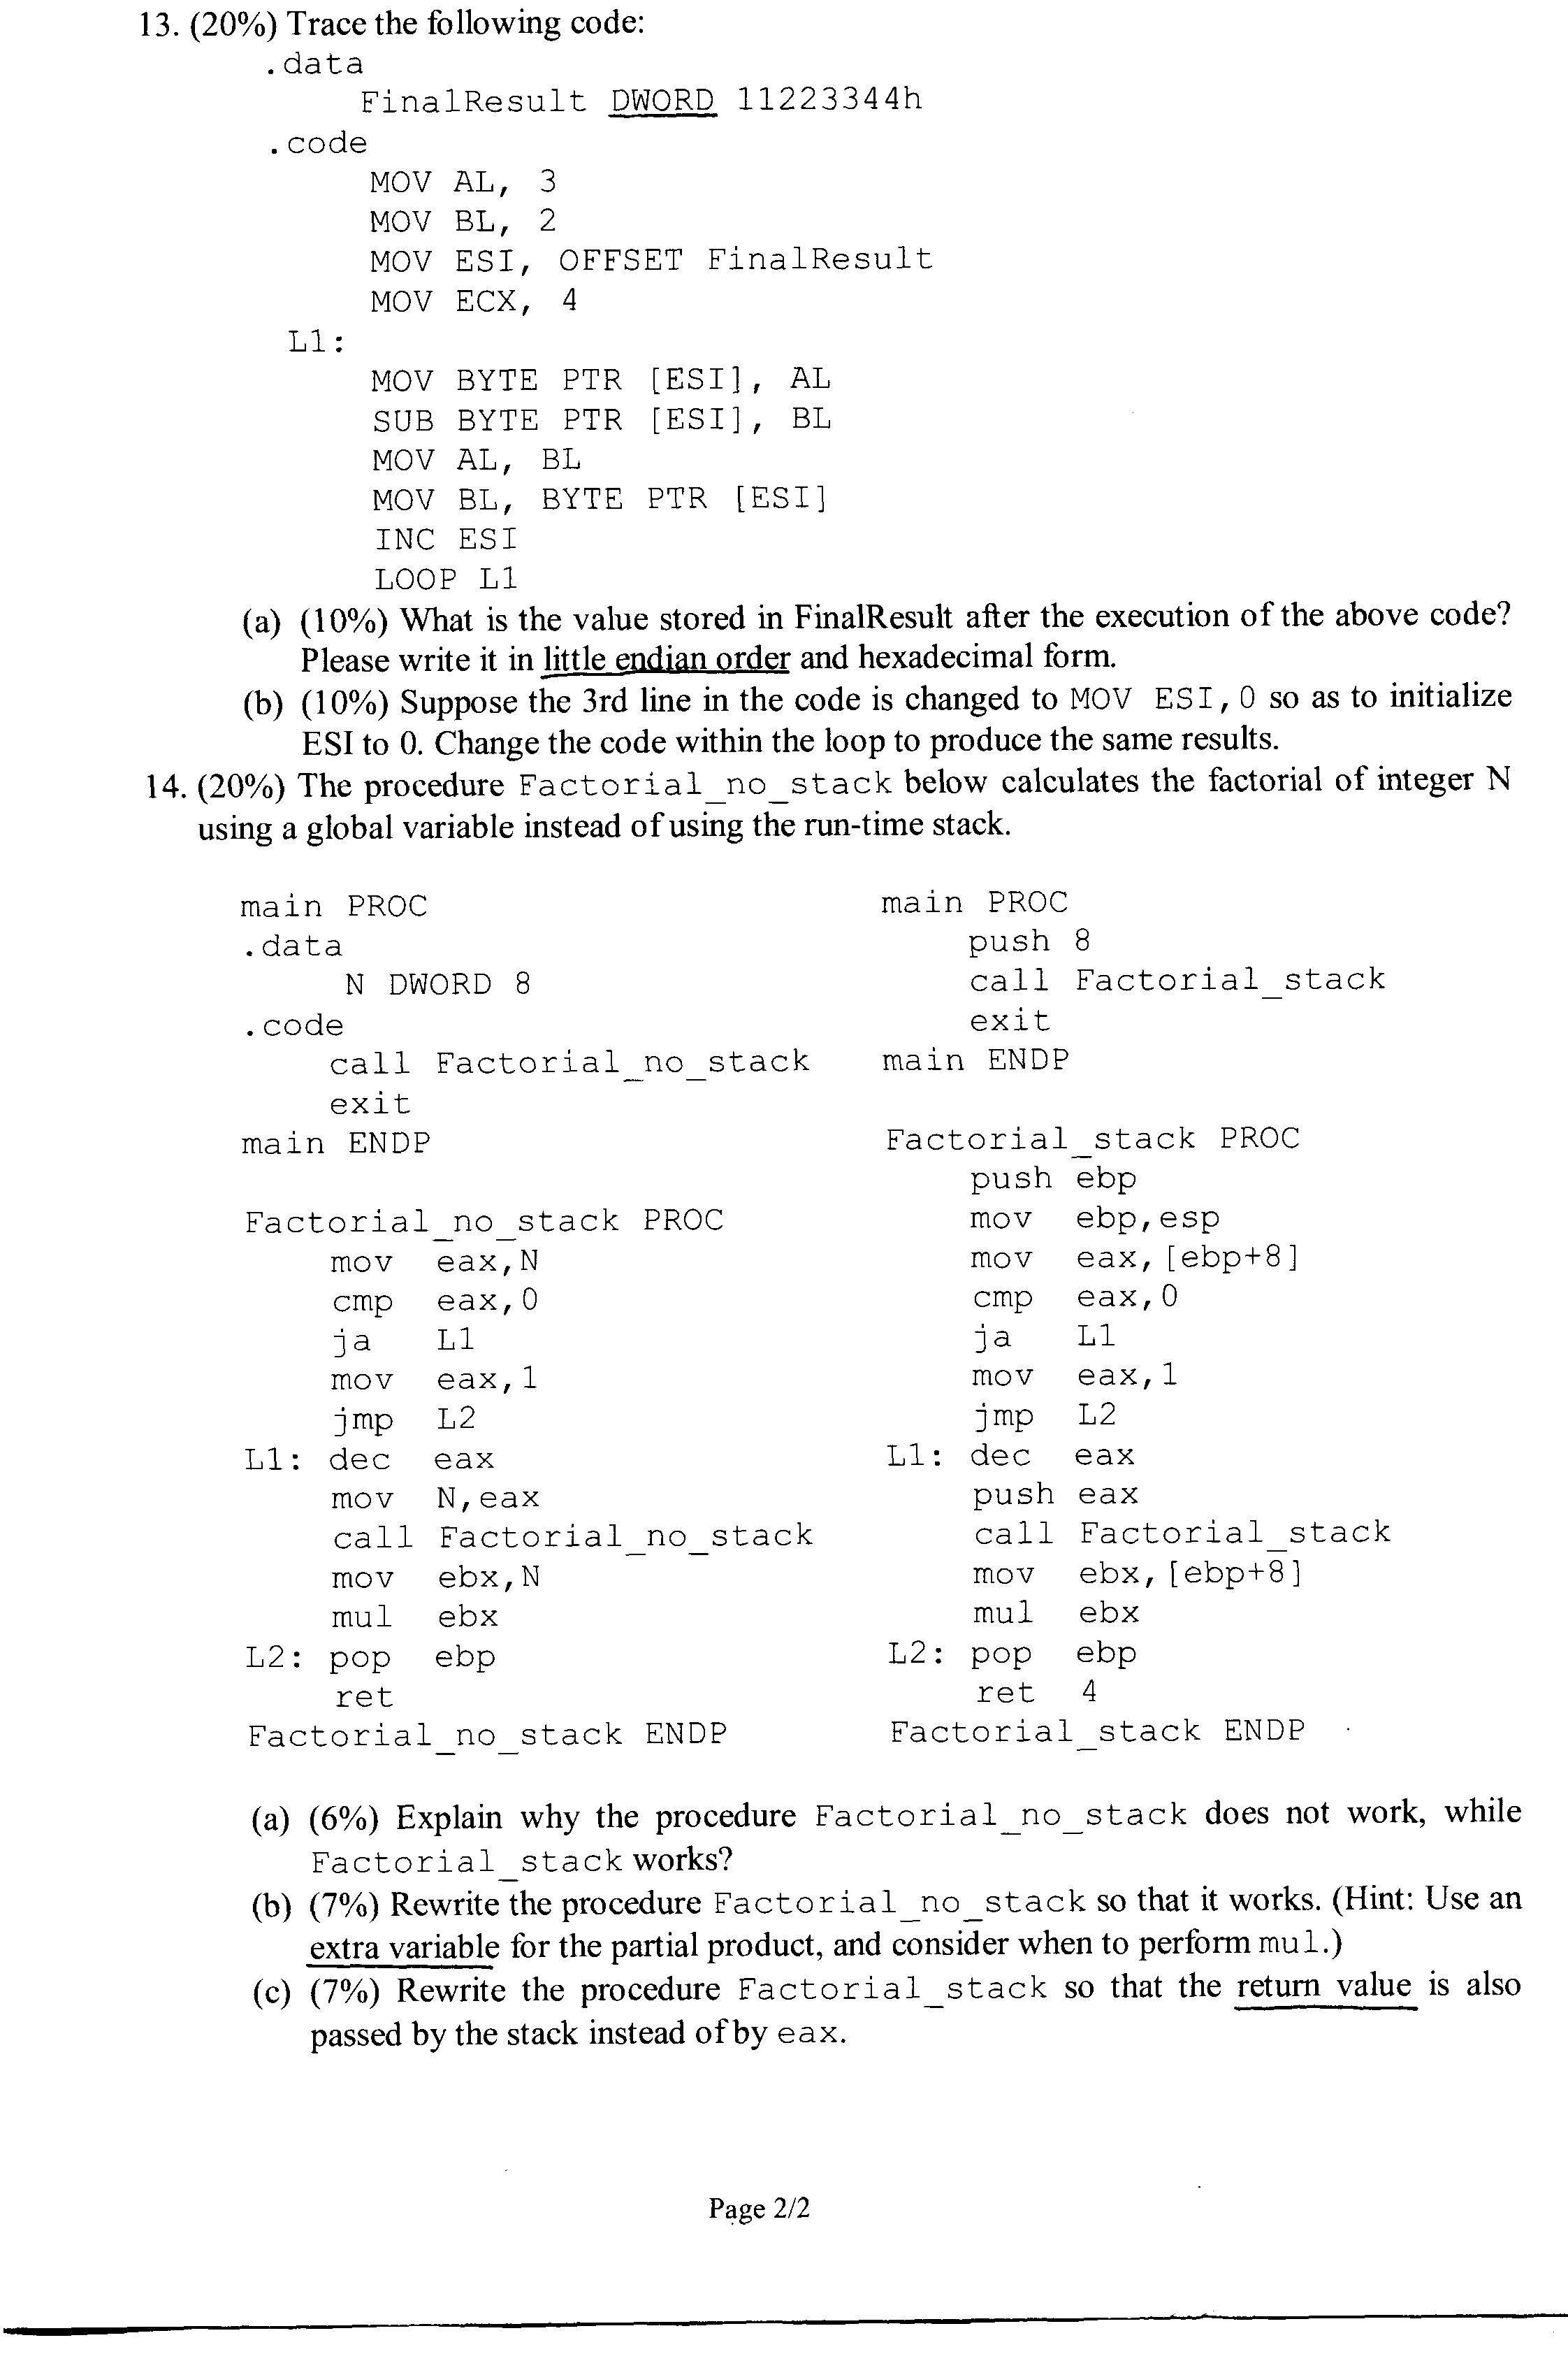 13. (20%) Trace the following code:
.data
FinalResult DWORD 11223344h
.code
MOV AL, 3
MOV BL, 2
MOV ESI, OFFSET FinalResult
MOV ECX, 4
L1:
MOV BYTE PTR [ESI], AL
SUB BYTE PTR [ESI], BL
MOV AL, BL
MOV BL, BYTE PTR [ESI]
INC ESI
LOOP L1
(a) (10%) What is the value stored in FinalResult after the execution of the above code?
Please write it in little endian order and hexadecimal form.
(b) (10%) Suppose the 3rd line in the code is changed to MOV ESI,0 so as to initialize
ESI to 0. Change the code within the loop to produce the same results.
14. (20%) The procedure Factorial_no_stack below calculates the factorial of integer N
using a global variable instead of using the run-time stack.
main PROC
.data
N DWORD 8
.code
call Factorial_no_stack
exit
main ENDP
Factorial_no_stack PROC
mov eax,N
cmp eax,0
ja L1
mov eax,1
jmp L2
L1: dec eax
mov N,eax
call Factorial_no_stack
mov ebx,N
mul ebx
L2: pop ebp
ret
Factorial_no_stack ENDP
main PROC
push 8
call Factorial_stack
exit
main ENDP
Factorial_stack PROC
push ebp
mov ebp,esp
mov eax,[ebp+8]
cmp eax,0
ja L1
mov eax,1
jmp L2
L1: dec eax
push eax
call Factorial_stack
mov ebx,[ebp+8]
mul ebx
L2: pop ebp
ret 4
Factorial_stack ENDP
(a) (6%) Explain why the procedure Factorial_no_stack does not work, while
Factorial_stack works?
(b) (7%) Rewrite the procedure Factorial_no_stack so that it works. (Hint: Use an
extra variable for the partial product, and consider when to perform mul.)
(c) (7%) Rewrite the procedure Factorial_stack so that the return value is also
passed by the stack instead of by eax.
Page 2/2